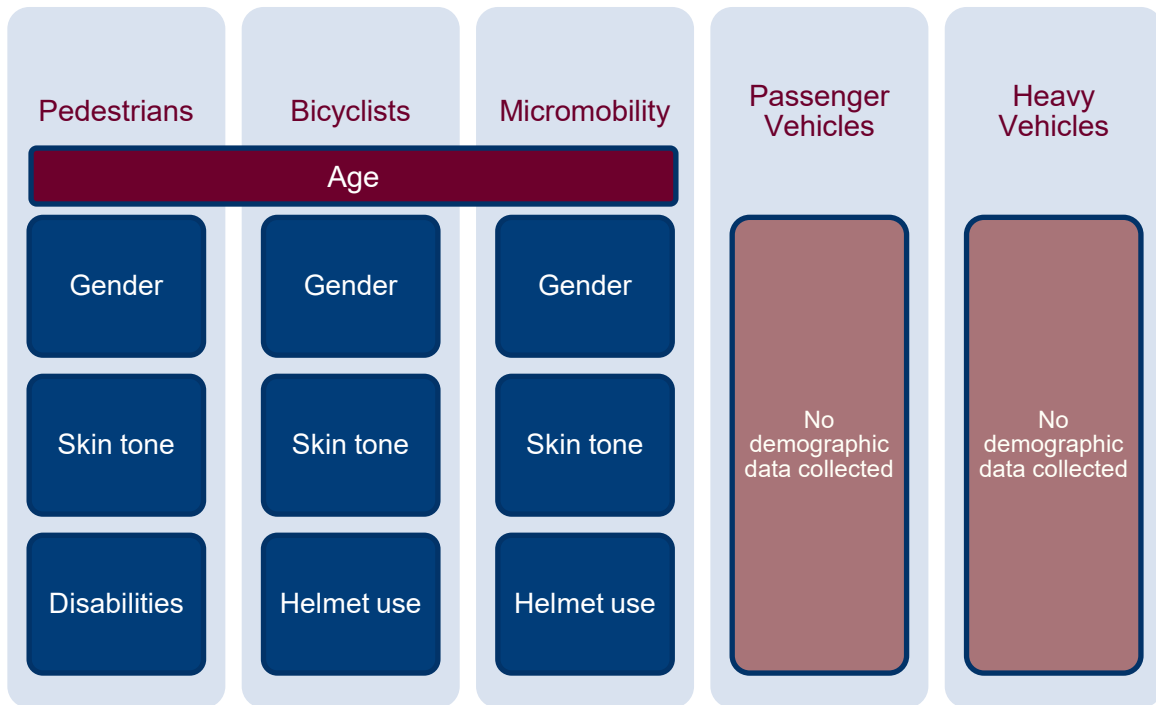 Pedestrians
Bicyclists
Micromobility
Passenger
Vehicles
Heavy
Vehicles
Age
Gender
Gender
Gender
Skin tone
Skin tone
Skin tone
Disabilities
Helmet use
Helmet use
No
demographic
data collected
No
demographic
data collected